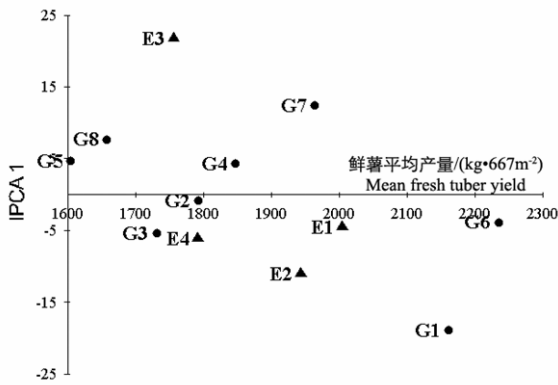 25
E3
15
G7
G8
G5
5
G4
鲜薯平均产量/(kg•667m⁻²)
Mean fresh tuber yield
IPCA 1
G2
1600 1700 1800 1900 2000 2100 2200 2300
-5
G3
E4
E1
G6
E2
-15
G1
-25